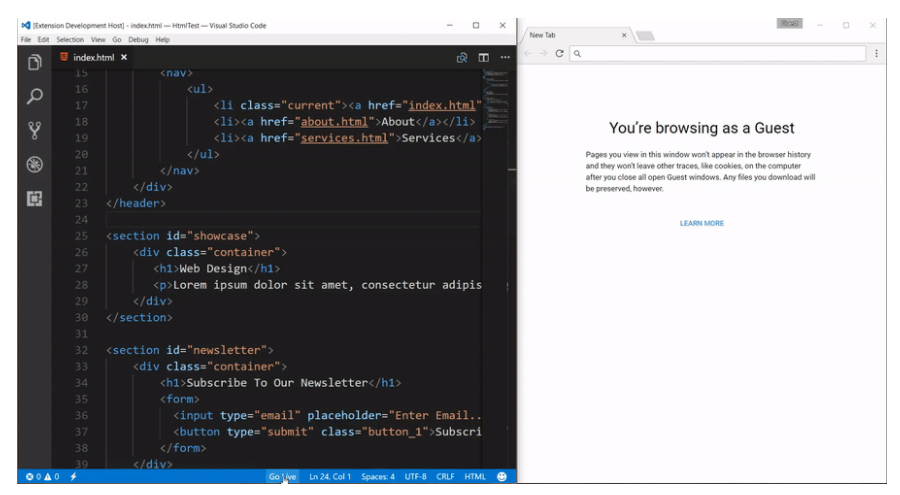 [Extension Development Host] - index.html — HtmlTest — Visual Studio Code
File Edit Selection View Go Debug Help
index.html
15 <nav>
16 <ul>
17 <li class="current"><a href="index.html"
18 <li><a href="about.html">About</a></li>
19 <li><a href="services.html">Services</a>
20 </ul>
21 </nav>
22 </div>
23 </header>
24
25 <section id="showcase">
26 <div class="container">
27 <h1>Web Design</h1>
28 <p>Lorem ipsum dolor sit amet, consectetur adipis
29 </div>
30 </section>
31
32 <section id="newsletter">
33 <div class="container">
34 <h1>Subscribe To Our Newsletter</h1>
35 <form>
36 <input type="email" placeholder="Enter Email..
37 <button type="submit" class="button_1">Subscri
38 </form>
39 </div>
0 0 Go Live Ln 24, Col 1 Spaces: 4 UTF-8 CRLF HTML
New Tab
You're browsing as a Guest
Pages you view in this window won't appear in the browser history
and they won't leave other traces, like cookies, on the computer
after you close all open Guest windows. Any files you download will
be preserved, however.
LEARN MORE